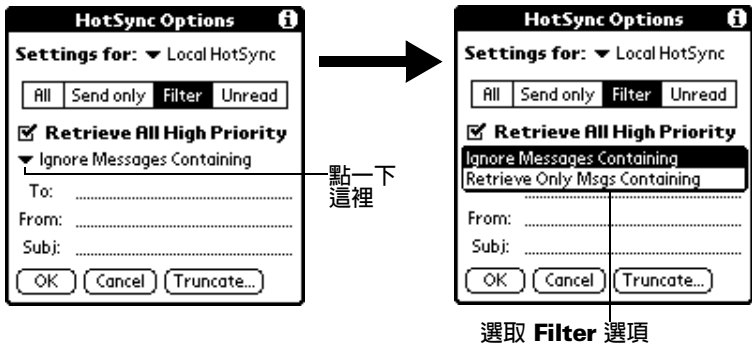 HotSync Options
Settings for: Local HotSync
All Send only Filter Unread
Retrieve All High Priority
Ignore Messages Containing
To:
From:
Subj:
OK Cancel Truncate...
點一下
這裡
HotSync Options
Settings for: Local HotSync
All Send only Filter Unread
Retrieve All High Priority
Ignore Messages Containing
Retrieve Only Msgs Containing
From:
Subj:
OK Cancel Truncate...
選取 Filter 選項